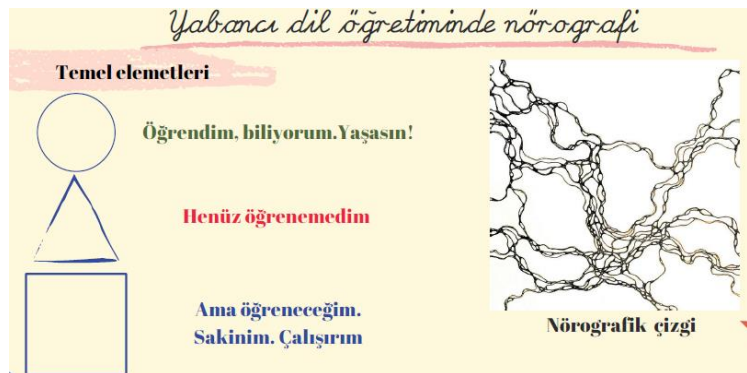 Yabancı dil öğretiminde nörografi
Temel elemetleri
Öğrendim, biliyorum.Yaşasın!
Henüz öğrenemedim
Ama öğreneceğim.
Sakinim. Çalışırım
Nörografik çizgi